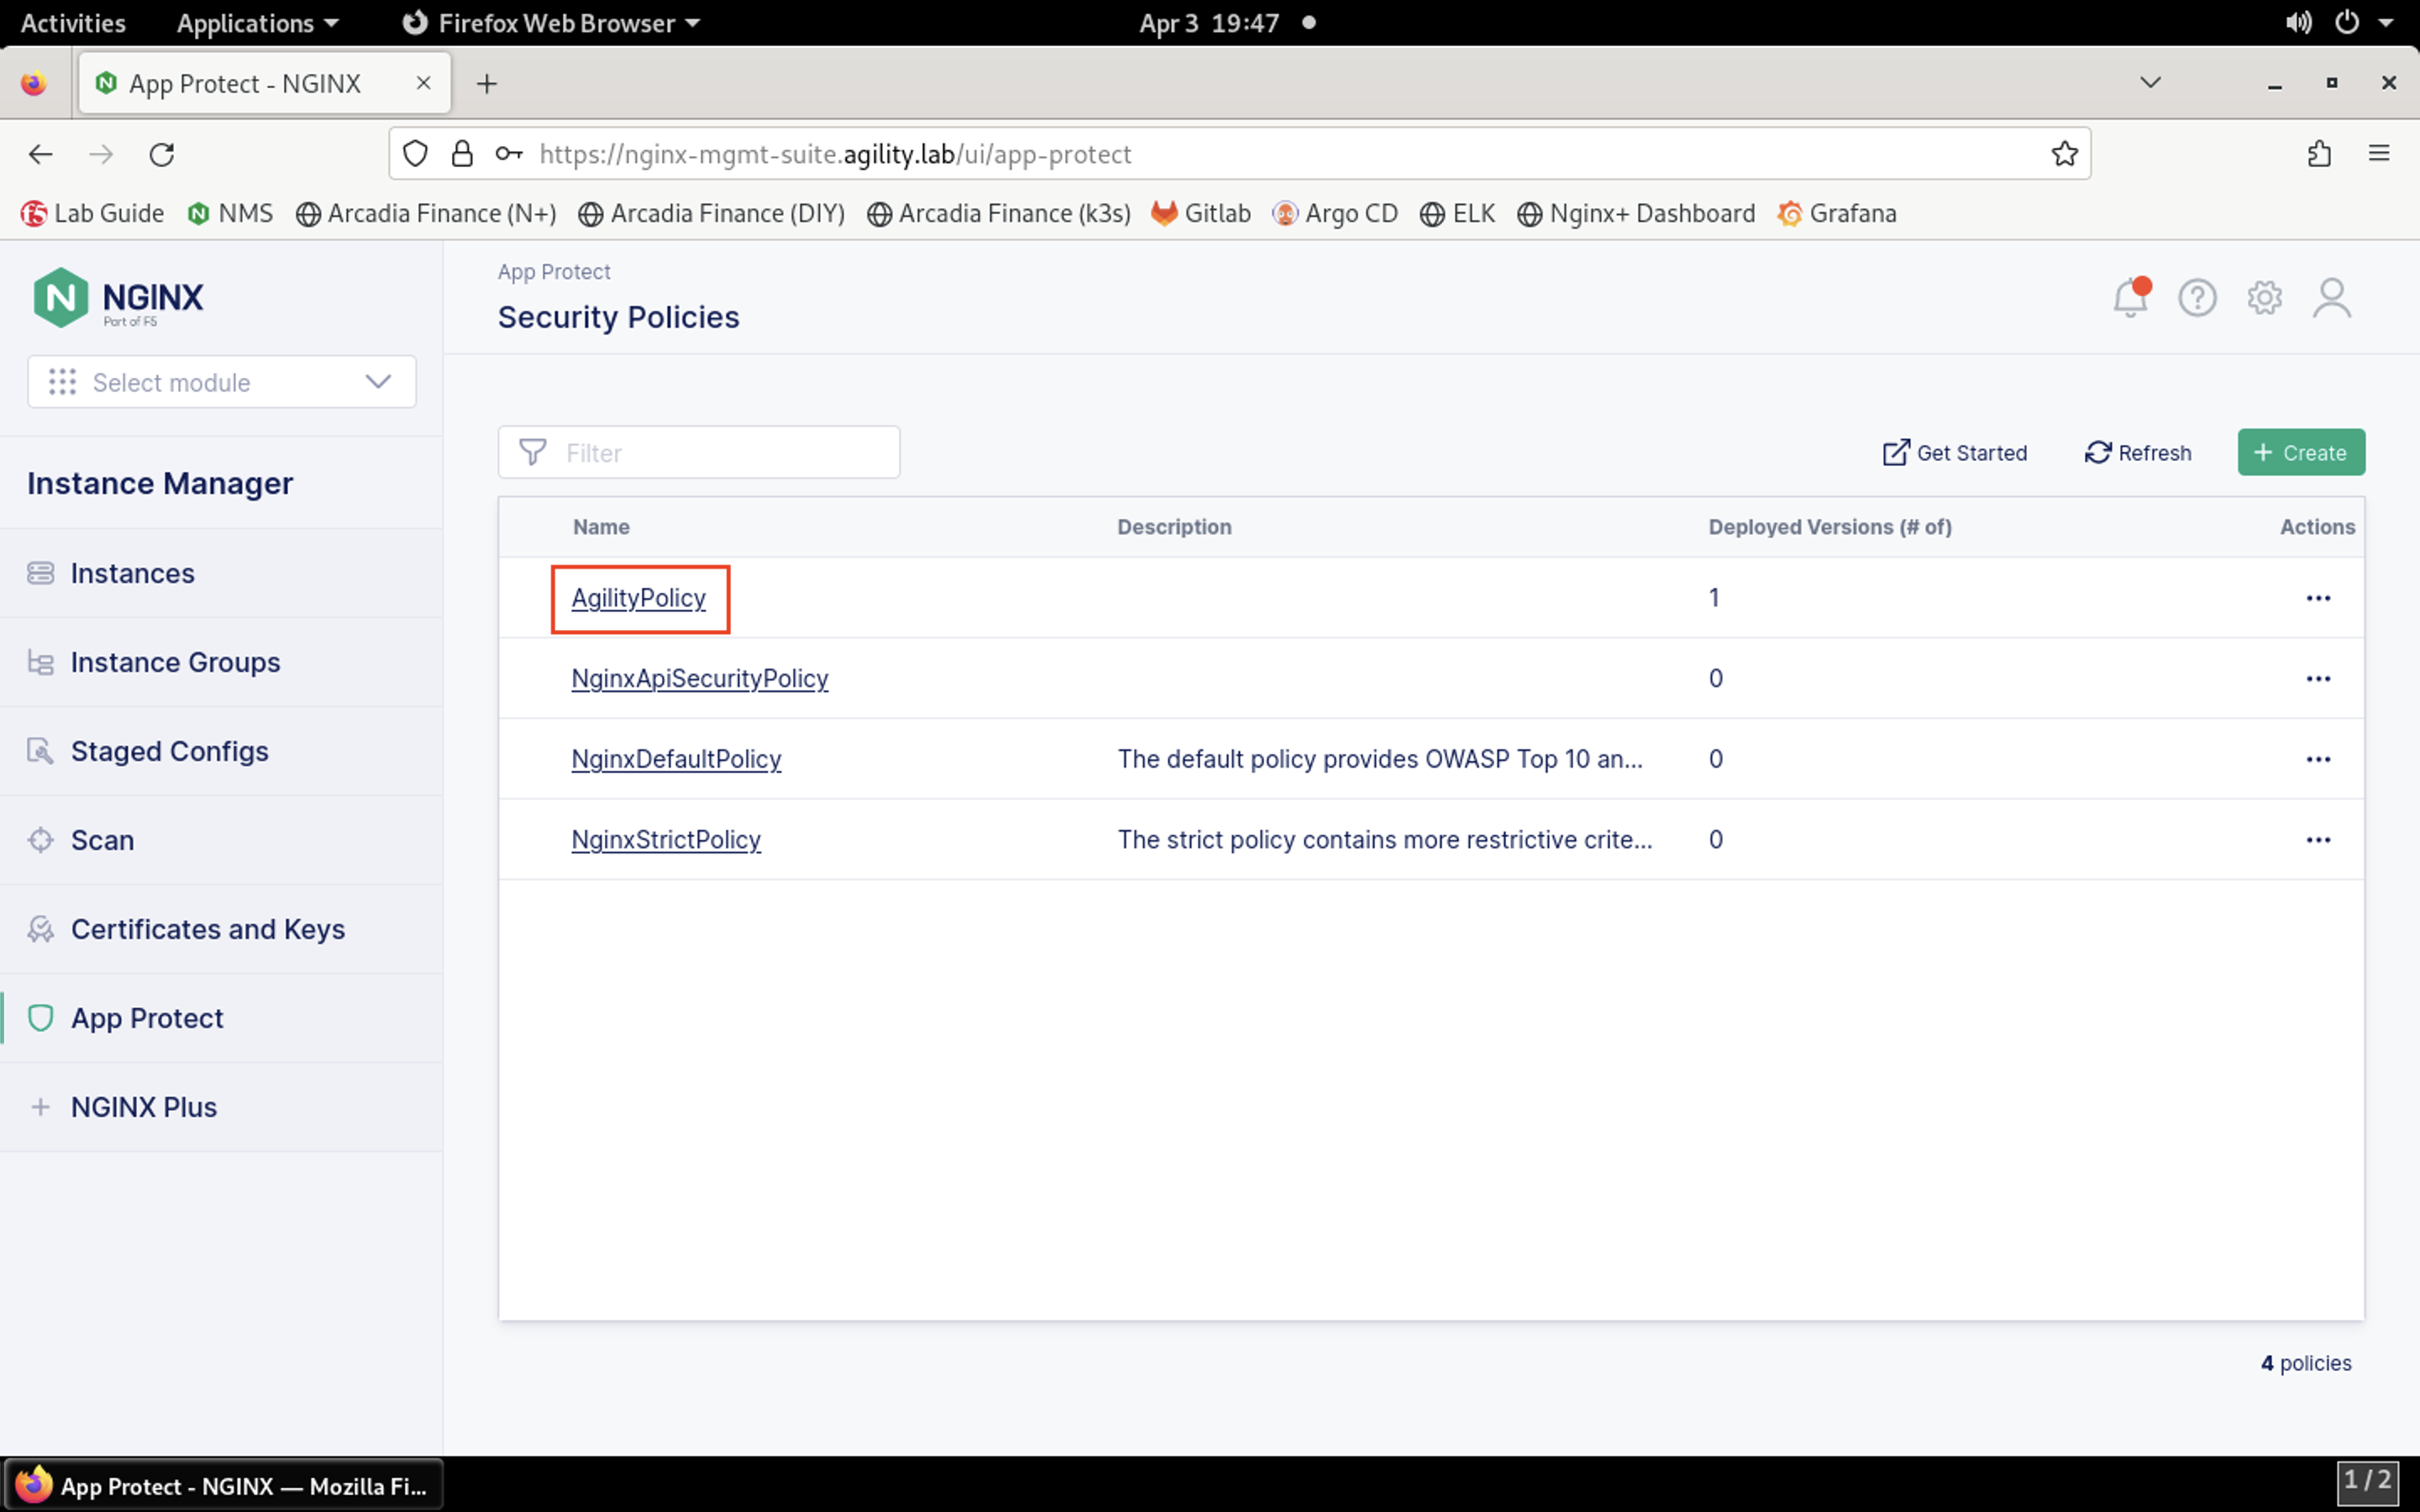 Activities Applications Firefox Web Browser Apr 3 19:47
App Protect - NGINX
https://nginx-mgmt-suite.agility.lab/ui/app-protect
Lab Guide NMS Arcadia Finance (N+) Arcadia Finance (DIY) Arcadia Finance (k3s) Gitlab Argo CD ELK Nginx+ Dashboard Grafana
NGINX
Part of F5
Select module
Instance Manager
Instances
Instance Groups
Staged Configs
Scan
Certificates and Keys
App Protect
NGINX Plus
App Protect
Security Policies
Filter Get Started Refresh + Create
Name Description Deployed Versions (# of) Actions
AgilityPolicy 1 ...
NginxApiSecurityPolicy 0 ...
NginxDefaultPolicy The default policy provides OWASP Top 10 an... 0 ...
NginxStrictPolicy The strict policy contains more restrictive crite... 0 ...
4 policies
App Protect - NGINX — Mozilla Fi... 1 / 2